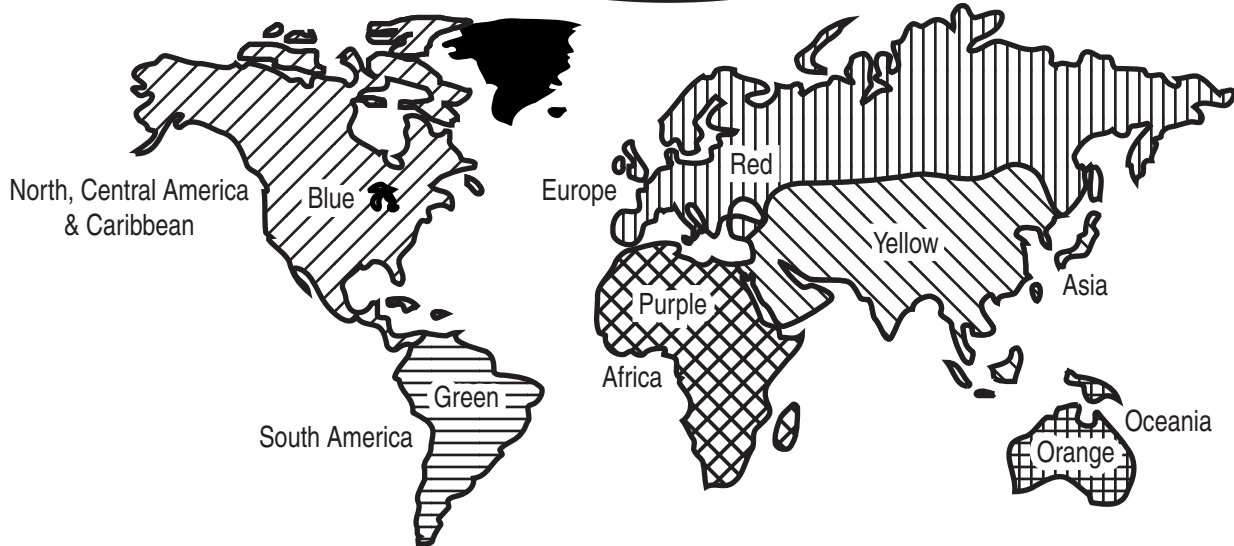 Red
Europe
North, Central America
& Caribbean
Blue
Yellow
Asia
Purple
Africa
Green
South America
Oceania
Orange